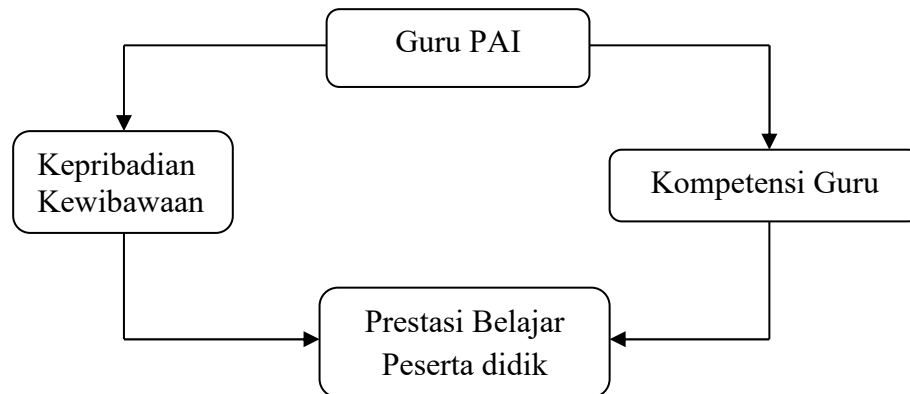 Guru PAI
Kepribadian
Kewibawaan
Kompetensi Guru
Prestasi Belajar
Peserta didik